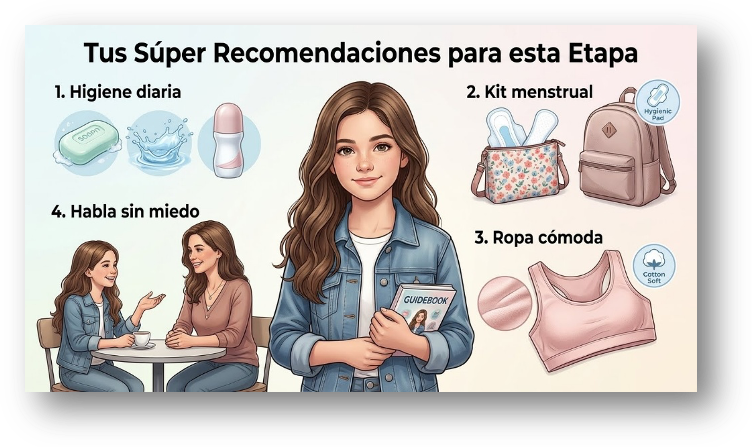 Tus Súper Recomendaciones para esta Etapa
1. Higiene diaria
SOAP
2. Kit menstrual
Hygienic
Pad
4. Habla sin miedo
GUIDEBOOK
3. Ropa cómoda
Cotton
Soft